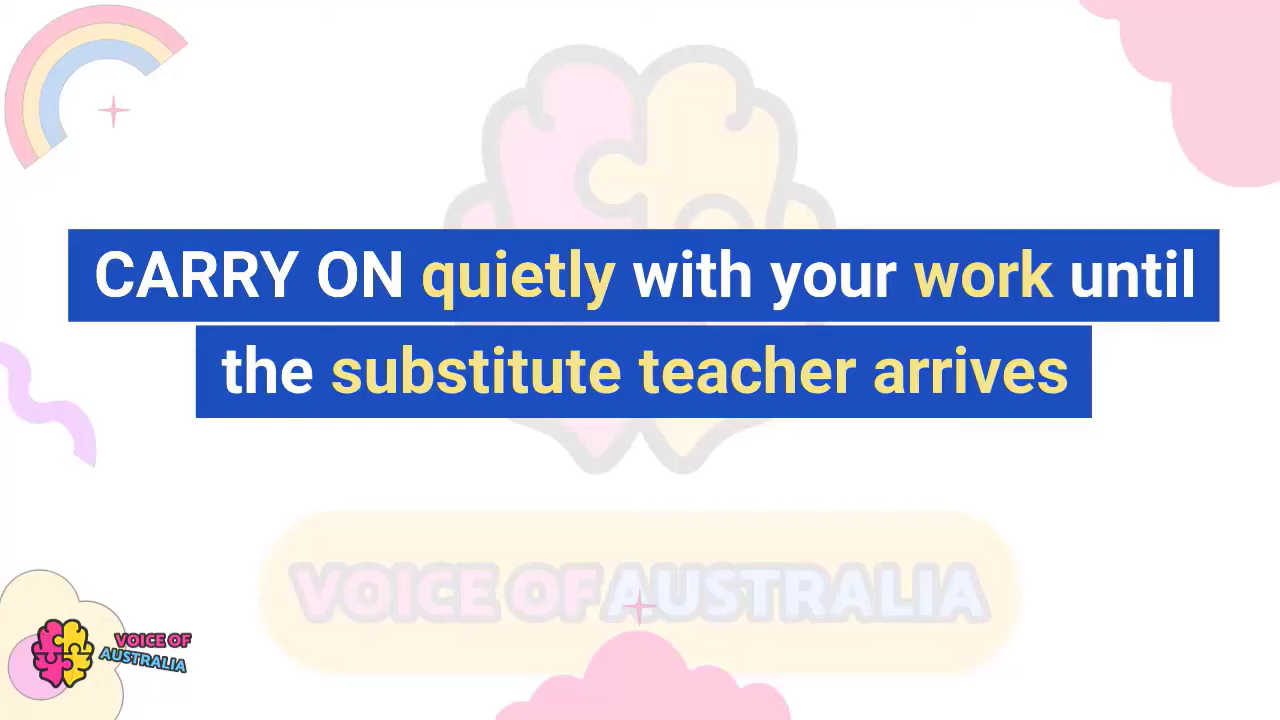 CARRY ON quietly with your work until
the substitute teacher arrives
VOICE OF AUSTRALIA
VOICE OF
AUSTRALIA